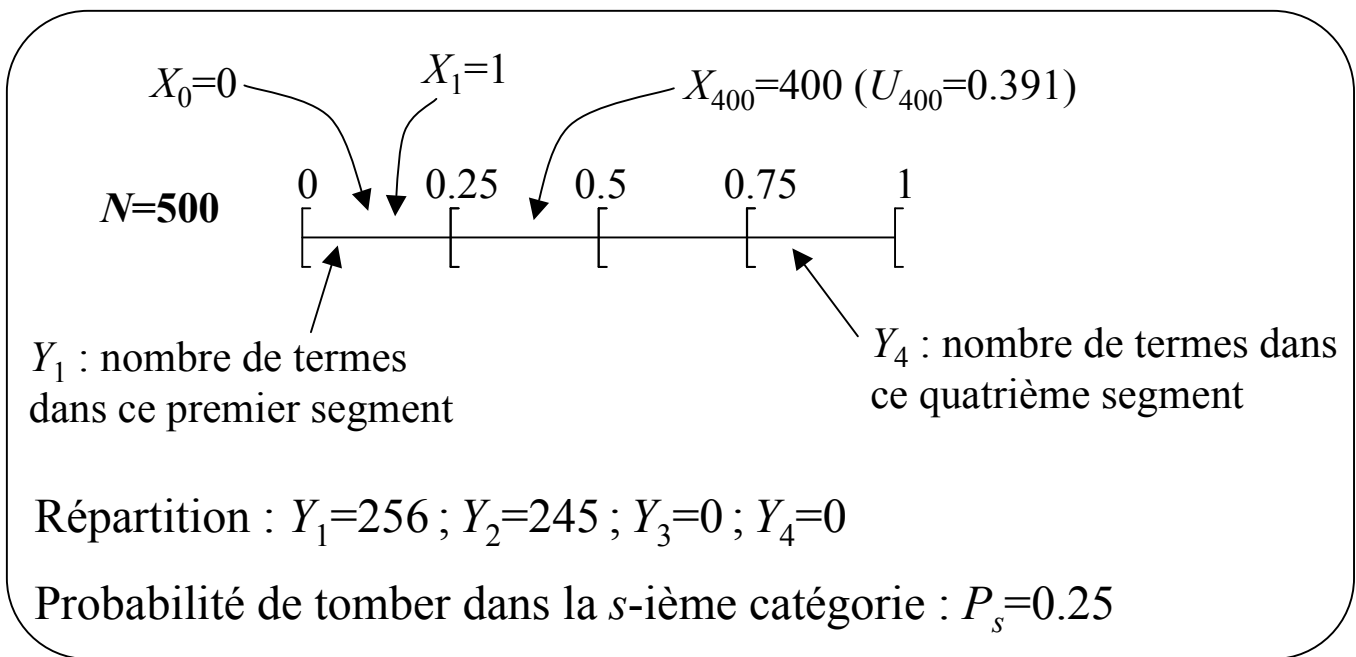 X₀=0 X₁=1 X₄₀₀=400 (U₄₀₀=0.391)
N=500 0 0.25 0.5 0.75 1
Y₁ : nombre de termes
dans ce premier segment
Y₄ : nombre de termes dans
ce quatrième segment
Répartition : Y₁=256 ; Y₂=245 ; Y₃=0 ; Y₄=0
Probabilité de tomber dans la s-ième catégorie : Pₛ=0.25